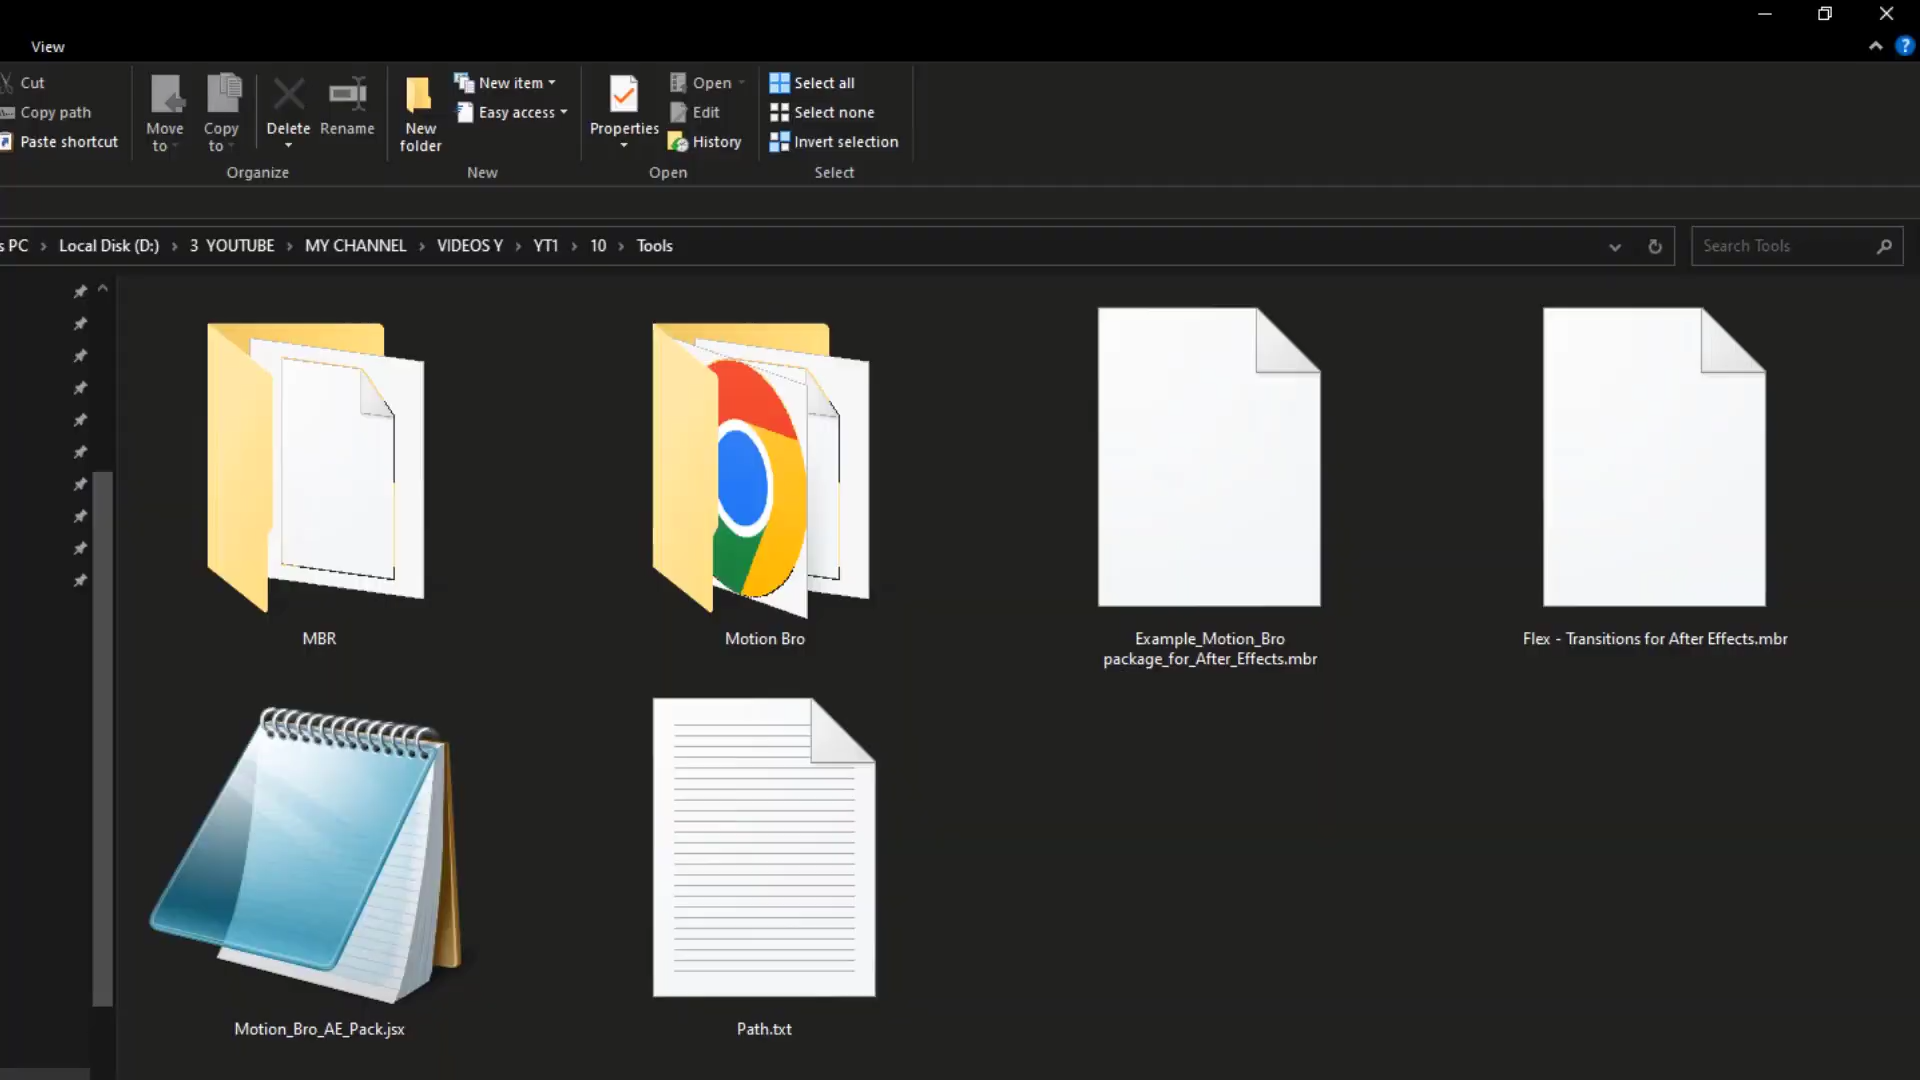 View
Cut
Copy path
Paste shortcut
Move to
Copy to
Delete
Rename
Organize
New folder
New item
Easy access
New
Properties
Open
Edit
History
Open
Select all
Select none
Invert selection
Select
s PC › Local Disk (D:) › 3 YOUTUBE › MY CHANNEL › VIDEOS Y › YT1 › 10 › Tools
Search Tools
MBR
Motion Bro
Example_Motion_Bro
package_for_After_Effects.mbr
Flex - Transitions for After Effects.mbr
Motion_Bro_AE_Pack.jsx
Path.txt